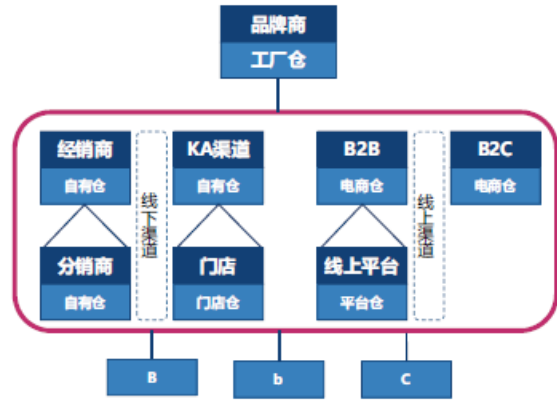 品牌商
工厂仓
经销商
自有仓
线下渠道
KA渠道
自有仓
B2B
电商仓
线上渠道
B2C
电商仓
分销商
自有仓
门店
门店仓
线上平台
平台仓
B
b
C